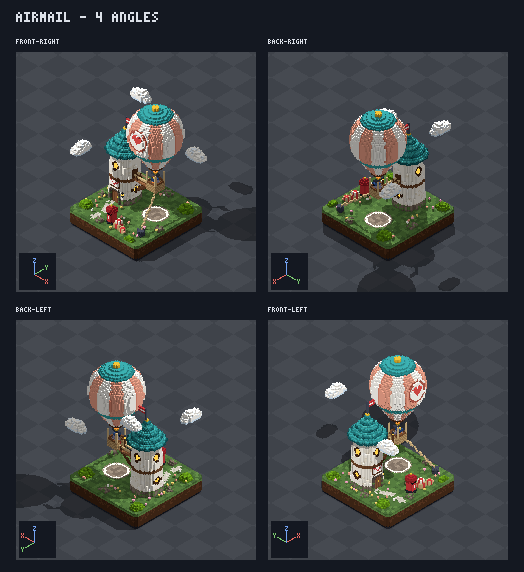 AIRMAIL – 4 ANGLES
FRONT-RIGHT
BACK-RIGHT
Z
Y
X
Z
X
Y
BACK-LEFT
FRONT-LEFT
Z
X
Y
Z
Y
X